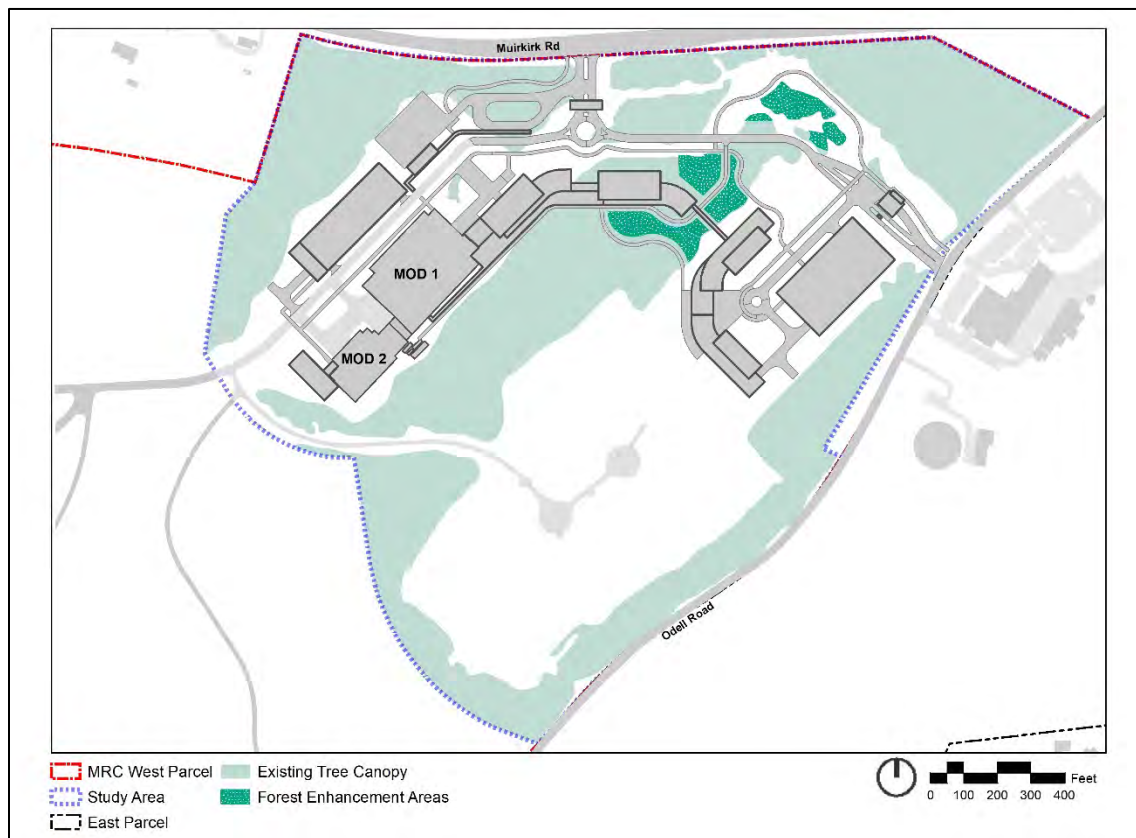 Muirkirk Rd
MOD 1
MOD 2
Odell Road
MRC West Parcel
Study Area
East Parcel
Existing Tree Canopy
Forest Enhancement Areas
Feet
0 100 200 300 400